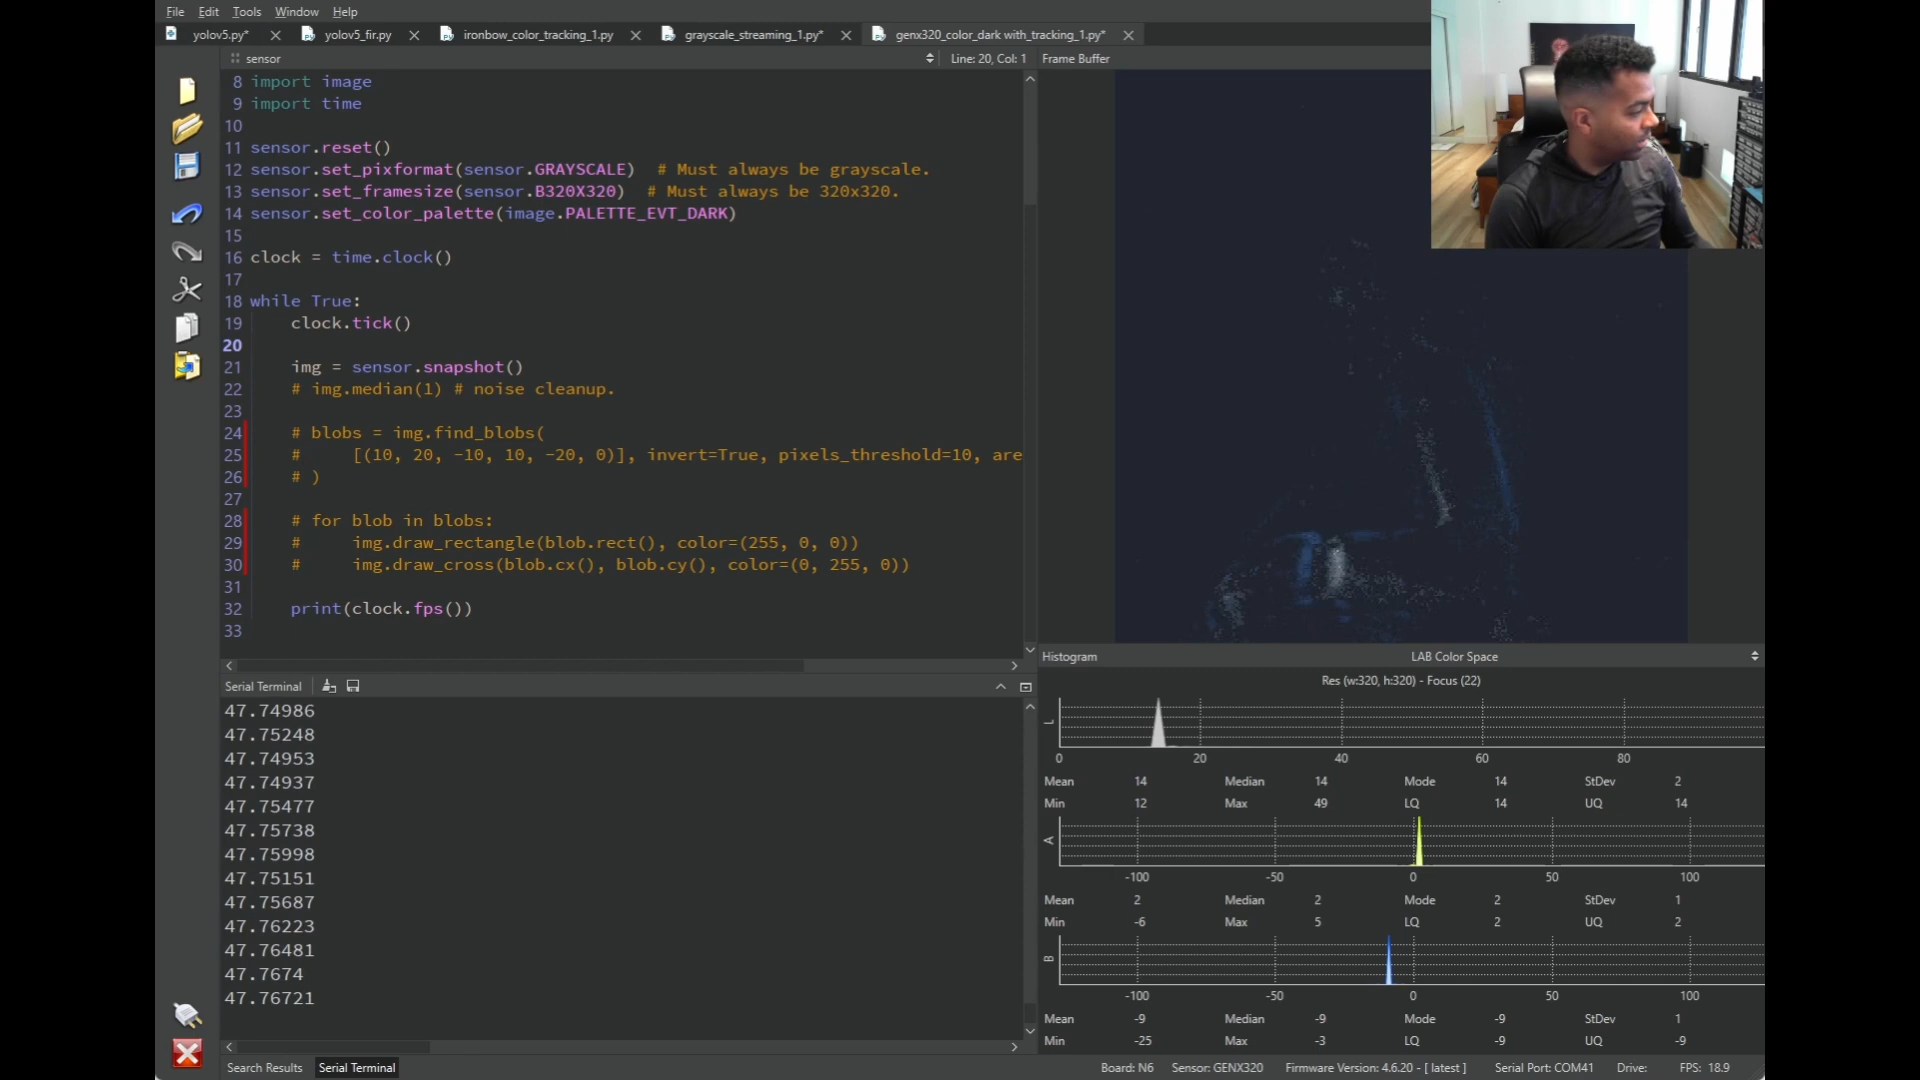 File Edit Tools Window Help
yolov5.py* yolov5_fir.py ironbow_color_tracking_1.py grayscale_streaming_1.py* genx320_color_dark with_tracking_1.py*
sensor Line: 20, Col: 1 Frame Buffer
8 import image
9 import time
10
11 sensor.reset()
12 sensor.set_pixformat(sensor.GRAYSCALE)  # Must always be grayscale.
13 sensor.set_framesize(sensor.B320X320)  # Must always be 320x320.
14 sensor.set_color_palette(image.PALETTE_EVT_DARK)
15
16 clock = time.clock()
17
18 while True:
19 clock.tick()
20
21 img = sensor.snapshot()
22 # img.median(1) # noise cleanup.
23
24 # blobs = img.find_blobs(
25 #     [(10, 20, -10, 10, -20, 0)], invert=True, pixels_threshold=10, are
26 # )
27
28 # for blob in blobs:
29 #     img.draw_rectangle(blob.rect(), color=(255, 0, 0))
30 #     img.draw_cross(blob.cx(), blob.cy(), color=(0, 255, 0))
31
32 print(clock.fps())
33
Serial Terminal
47.74986
47.75248
47.74953
47.74937
47.75477
47.75738
47.75998
47.75151
47.75687
47.76223
47.76481
47.7674
47.76721
Search Results Serial Terminal
Histogram LAB Color Space
Res (w:320, h:320) - Focus (22)
L
0 20 40 60 80
Mean 14 Median 14 Mode 14 StDev 2
Min 12 Max 49 LQ 14 UQ 14
A
-100 -50 0 50 100
Mean 2 Median 2 Mode 2 StDev 1
Min -6 Max 5 LQ 2 UQ 2
B
-100 -50 0 50 100
Mean -9 Median -9 Mode -9 StDev 1
Min -25 Max -3 LQ -9 UQ -9
Board: N6 Sensor: GENX320 Firmware Version: 4.6.20 - [ latest ] Serial Port: COM41 Drive: FPS: 18.9